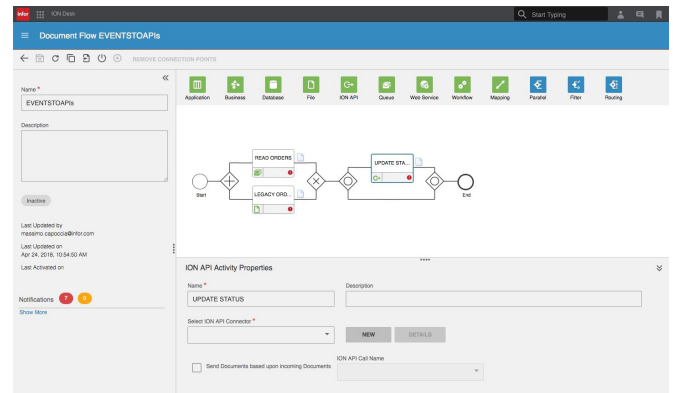 infor
ION Desk
Start Typing
Document Flow EVENTSTOAPIs
REMOVE CONNECTION POINTS
Name *
EVENTSTOAPIs
Description
Inactive
Last Updated by
massimo.capoccia@infor.com
Last Updated on
Apr 24, 2018, 10:54:50 AM
Last Activated on
Notifications 7 0
Show More
Application Business Database File ION API Queue Web Service Workflow Mapping Parallel Filter Routing
READ ORDERS
UPDATE STA...
Start
LEGACY ORD...
End
ION API Activity Properties
Name * Description
UPDATE STATUS
Select ION API Connector *
NEW DETAILS
ION API Call Name
Send Documents based upon Incoming Documents